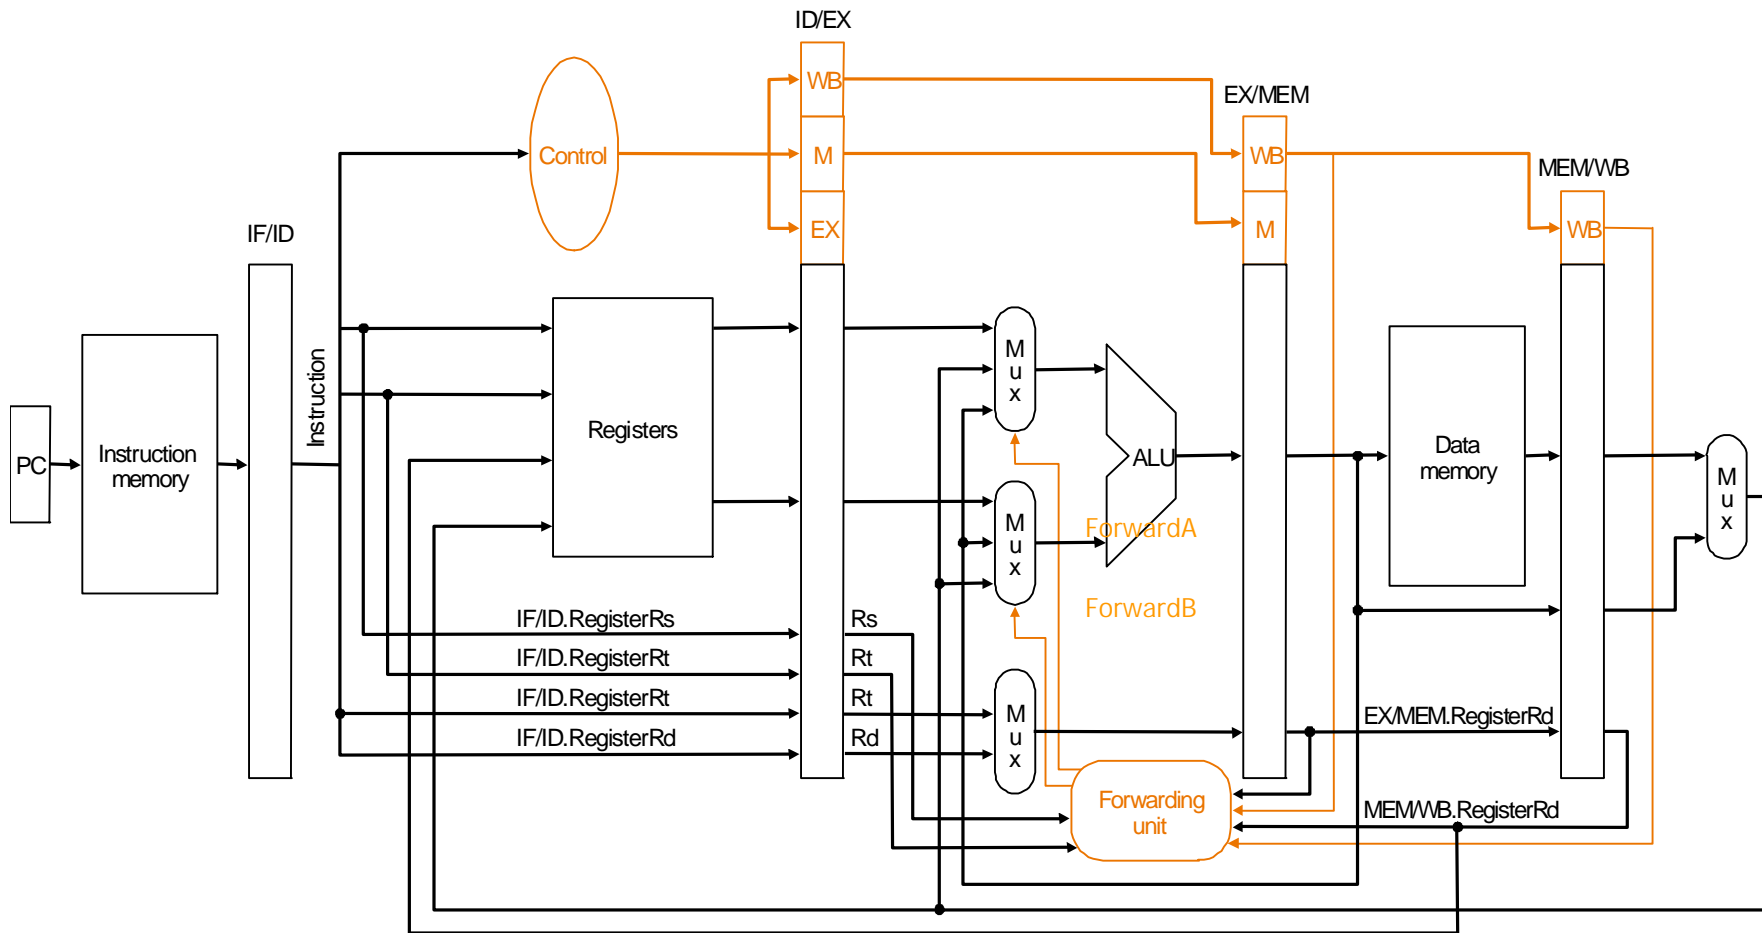 ID/EX
WB
EX/MEM
Control
M
WB
MEM/WB
IF/ID
EX
M
WB
Instruction
Registers
PC
Instruction
memory
M
u
x
M
u
x
ALU
ForwardA
ForwardB
Data
memory
M
u
x
IF/ID.RegisterRs
Rs
IF/ID.RegisterRt
Rt
IF/ID.RegisterRt
Rt
IF/ID.RegisterRd
Rd
M
u
x
EX/MEM.RegisterRd
Forwarding
unit
MEM/WB.RegisterRd